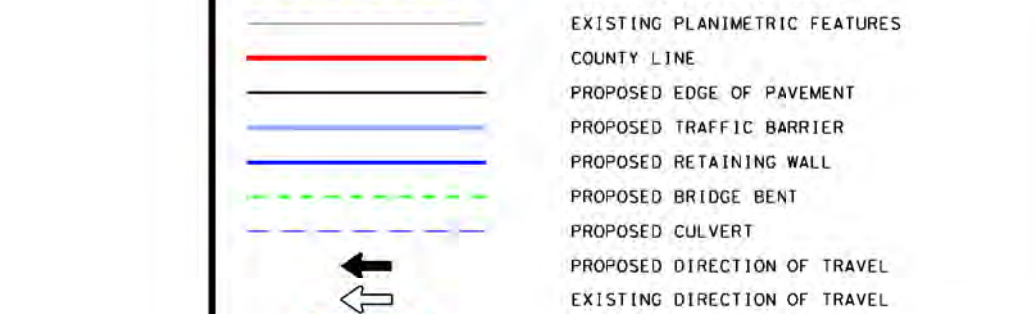 EXISTING PLANIMETRIC FEATURES
COUNTY LINE
PROPOSED EDGE OF PAVEMENT
PROPOSED TRAFFIC BARRIER
PROPOSED RETAINING WALL
PROPOSED BRIDGE BENT
PROPOSED CULVERT
PROPOSED DIRECTION OF TRAVEL
EXISTING DIRECTION OF TRAVEL